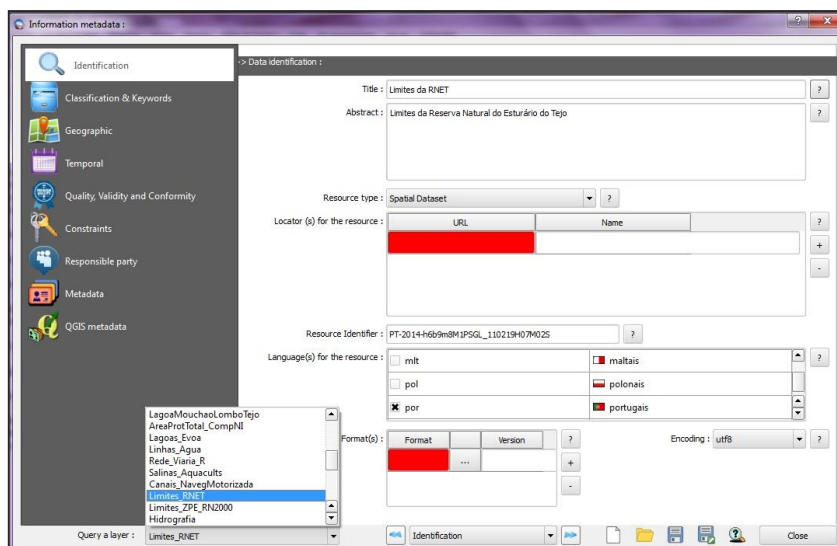 Information metadata :
Identification
Classification & Keywords
Geographic
Temporal
Quality, Validity and Conformity
Constraints
Responsible party
Metadata
QGIS metadata
-> Data identification :
Title : Limites da RNET ?
Abstract : Limites da Reserva Natural do Esturário do Tejo ?
Resource type : Spatial Dataset ?
Locator (s) for the resource : URL Name ?
+
-
Resource Identifier : PT-2014-h6b9m8M1PSGL_110219H07M02S ?
Language(s) for the resource : mlt maltais ?
pol polonais
por portugais
Format(s) : Format Version ? Encoding : utf8 ?
... +
-
LagoaMouchaoLomboTejo
AreaProtTotal_CompNI
Lagoas_Evoa
Linhas_Agua
Rede_Viaria_R
Salinas_Aquacults
Canais_NavegMotorizada
Limites_RNET
Limites_ZPE_RN2000
Hidrografia
Query a layer : Limites_RNET Identification Close